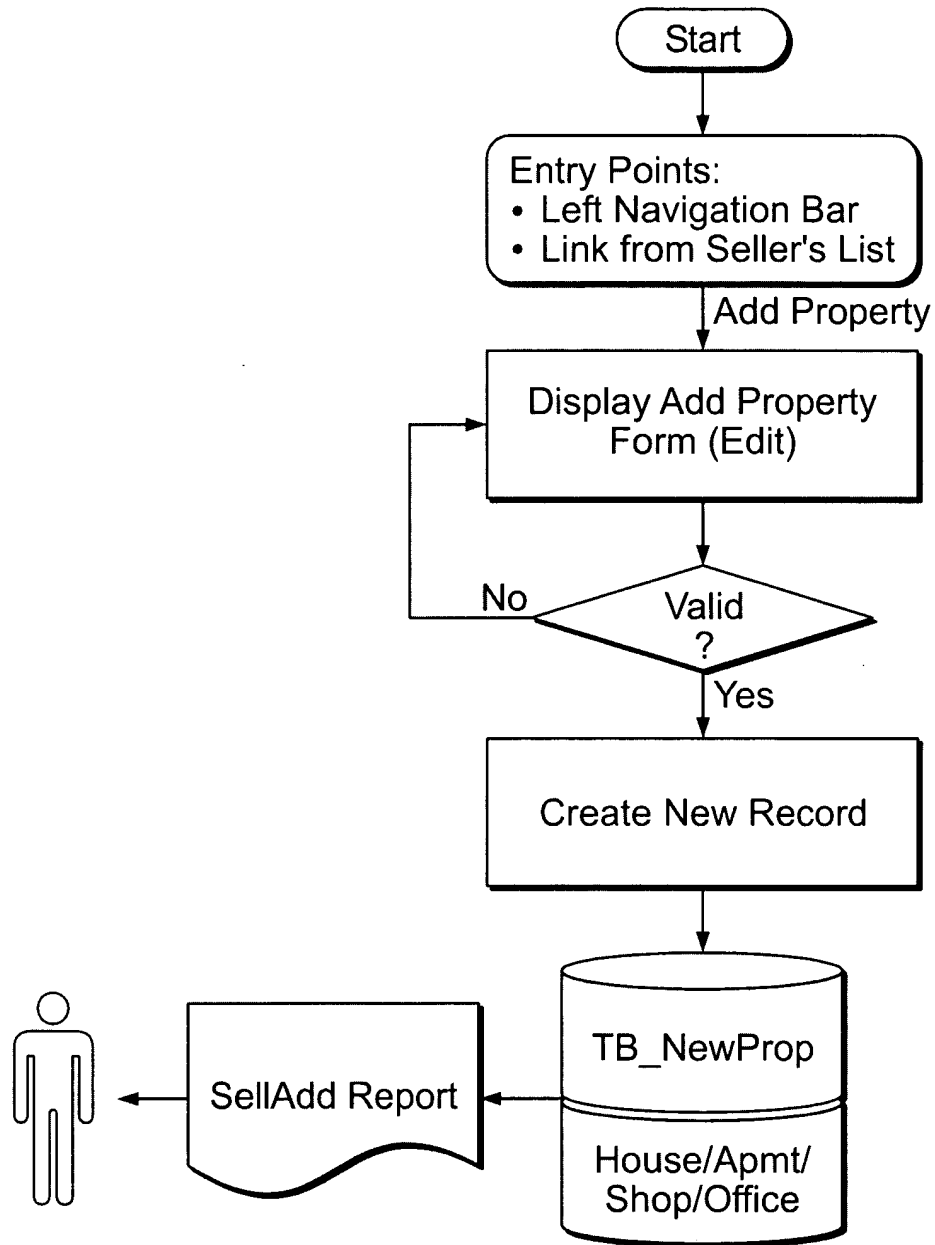 Start
Entry Points:
• Left Navigation Bar
• Link from Seller's List
Add Property
Display Add Property
Form (Edit)
No
Valid
?
Yes
Create New Record
TB_NewProp
SellAdd Report
House/Apmt/
Shop/Office